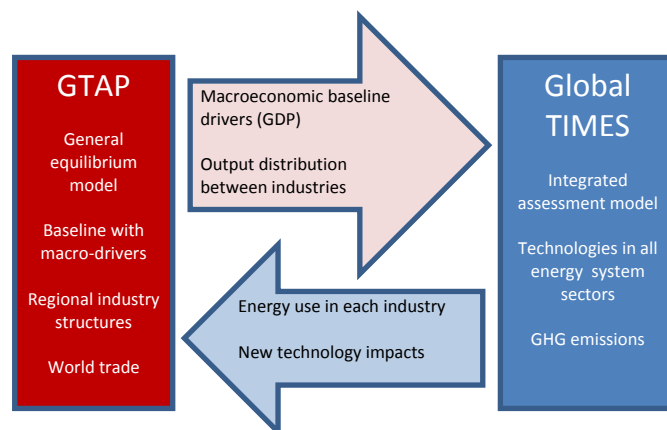 GTAP
General
equilibrium
model
Baseline with
macro-drivers
Regional industry
structures
World trade
Macroeconomic baseline
drivers (GDP)
Output distribution
between industries
Energy use in each industry
New technology impacts
Global
TIMES
Integrated
assessment model
Technologies in all
energy system
sectors
GHG emissions